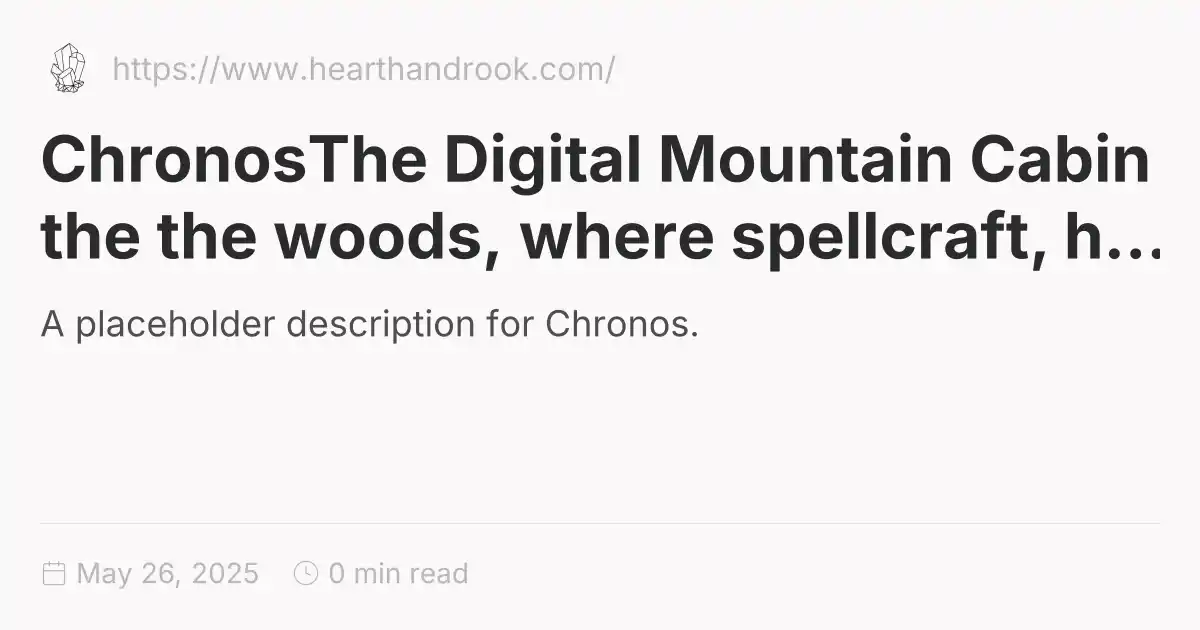 https://www.hearthandrook.com/
ChronosThe Digital Mountain Cabin
the the woods, where spellcraft, h...
A placeholder description for Chronos.
May 26, 2025 0 min read